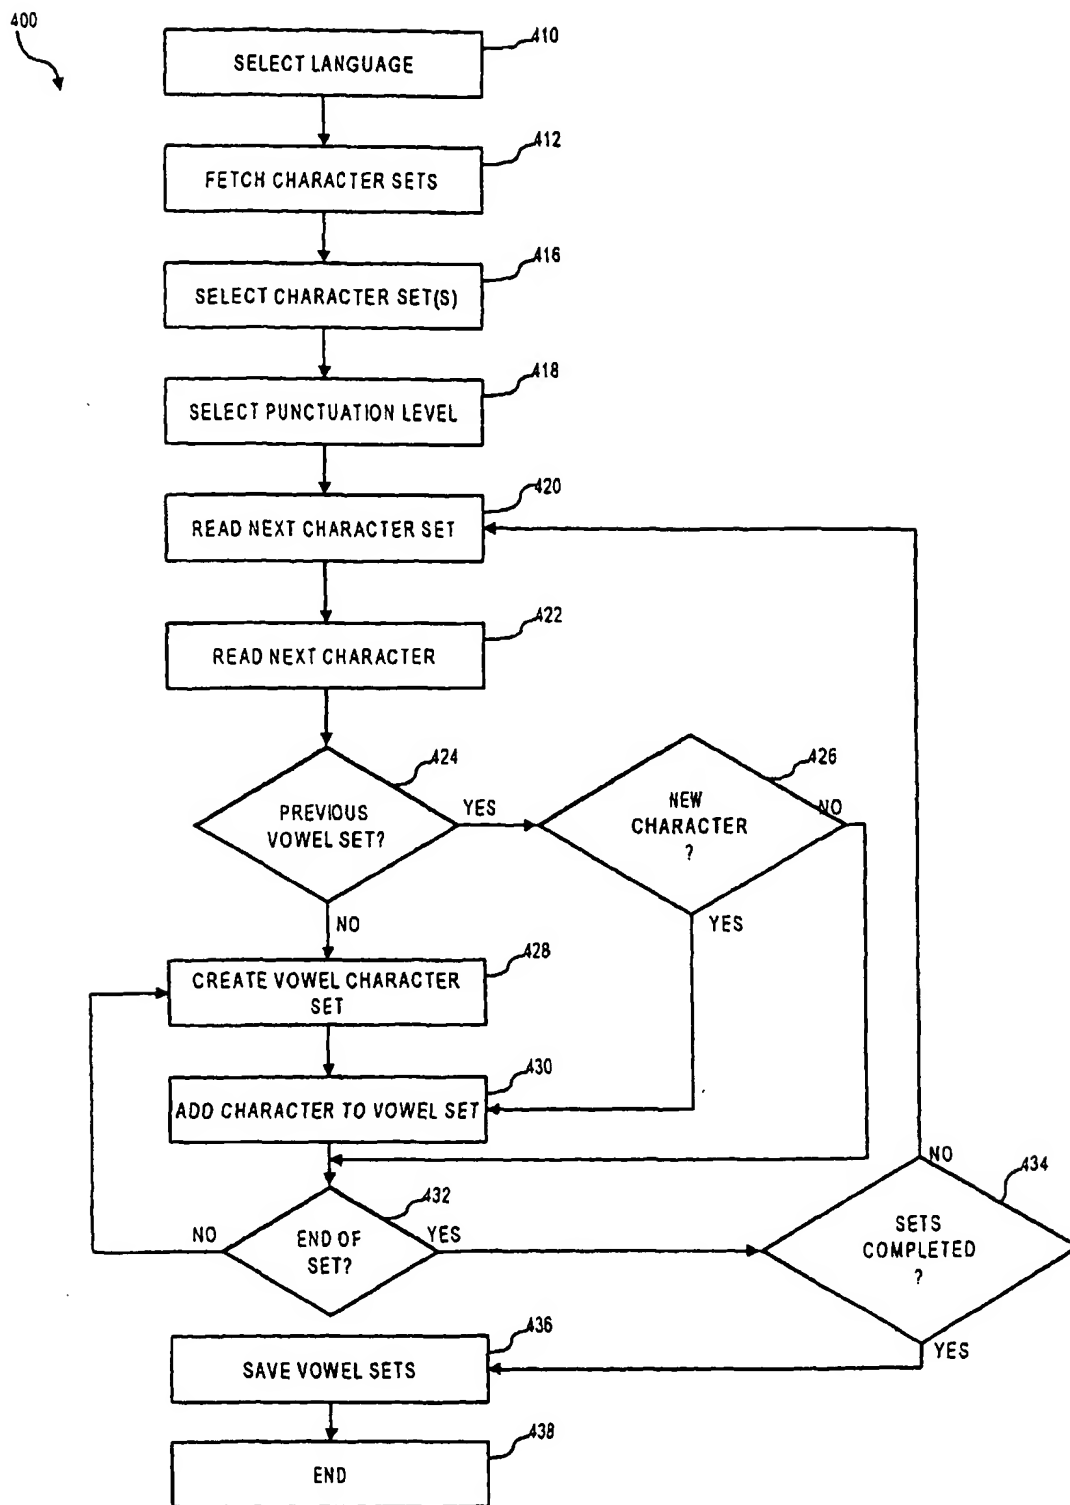 400
410
SELECT LANGUAGE
412
FETCH CHARACTER SETS
416
SELECT CHARACTER SET(S)
418
SELECT PUNCTUATION LEVEL
420
READ NEXT CHARACTER SET
422
READ NEXT CHARACTER
424
PREVIOUS
VOWEL SET?
YES
NO
426
NEW
CHARACTER
?
NO
YES
428
CREATE VOWEL CHARACTER
SET
430
ADD CHARACTER TO VOWEL SET
432
END OF
SET?
NO
YES
434
SETS
COMPLETED
?
NO
YES
436
SAVE VOWEL SETS
438
END